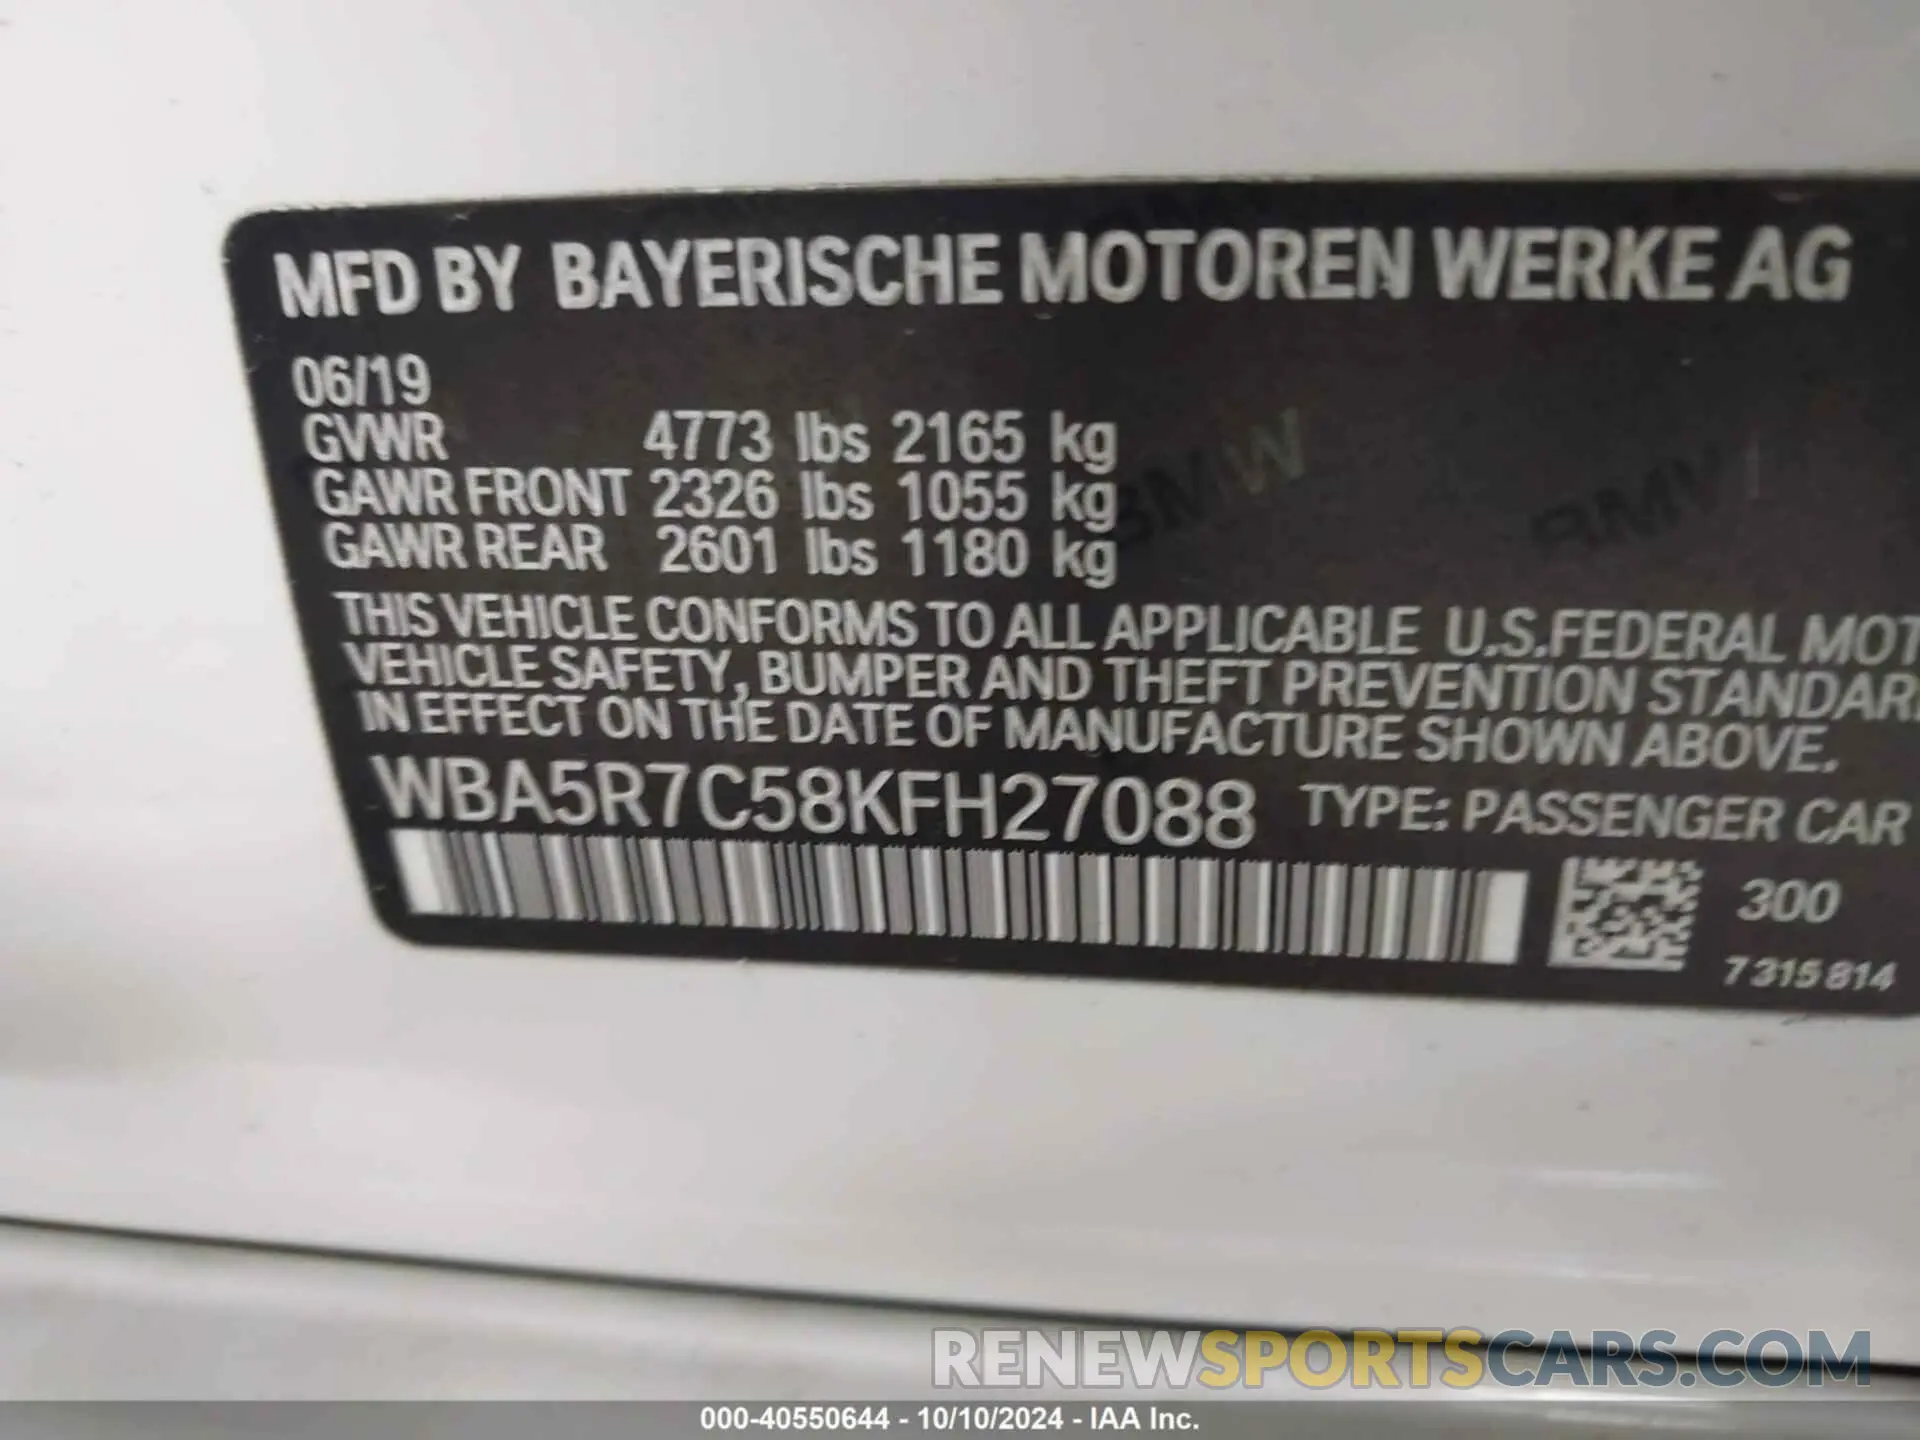 MFD BY BAYERISCHE MOTOREN WERKE AG
06/19
GVWR 4773 lbs 2165 kg
GAWR FRONT 2326 lbs 1055 kg
GAWR REAR 2601 lbs 1180 kg
THIS VEHICLE CONFORMS TO ALL APPLICABLE U.S.FEDERAL MOT
VEHICLE SAFETY, BUMPER AND THEFT PREVENTION STANDAR
IN EFFECT ON THE DATE OF MANUFACTURE SHOWN ABOVE.
WBA5R7C58KFH27088 TYPE: PASSENGER CAR
300
7 315 814
RENEWSPORTSCARS.COM
000-40550644 - 10/10/2024 - IAA Inc.